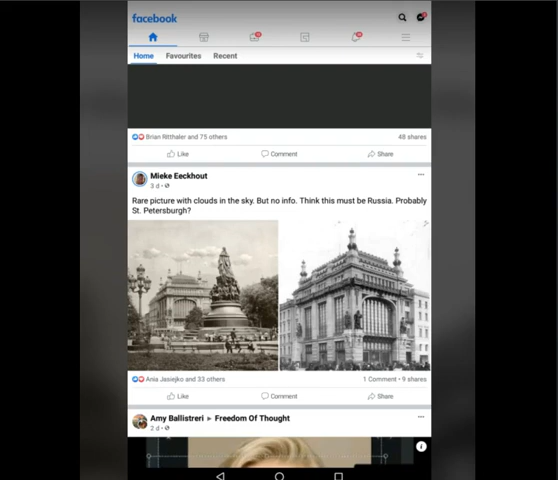 facebook
Home Favourites Recent
Brian Ritthaler and 75 others 48 shares
Like Comment Share
Mieke Eeckhout
3 d
Rare picture with clouds in the sky. But no info. Think this must be Russia. Probably
St. Petersburgh?
Ania Jasiejko and 33 others 1 Comment • 9 shares
Like Comment Share
Amy Ballistreri ▸ Freedom Of Thought
2 d